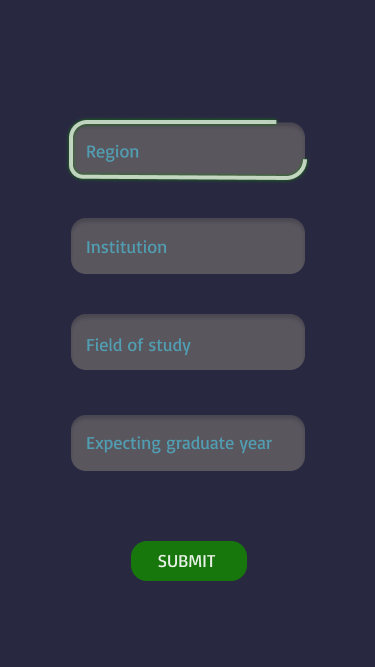 Region
Institution
Field of study
Expecting graduate year
SUBMIT